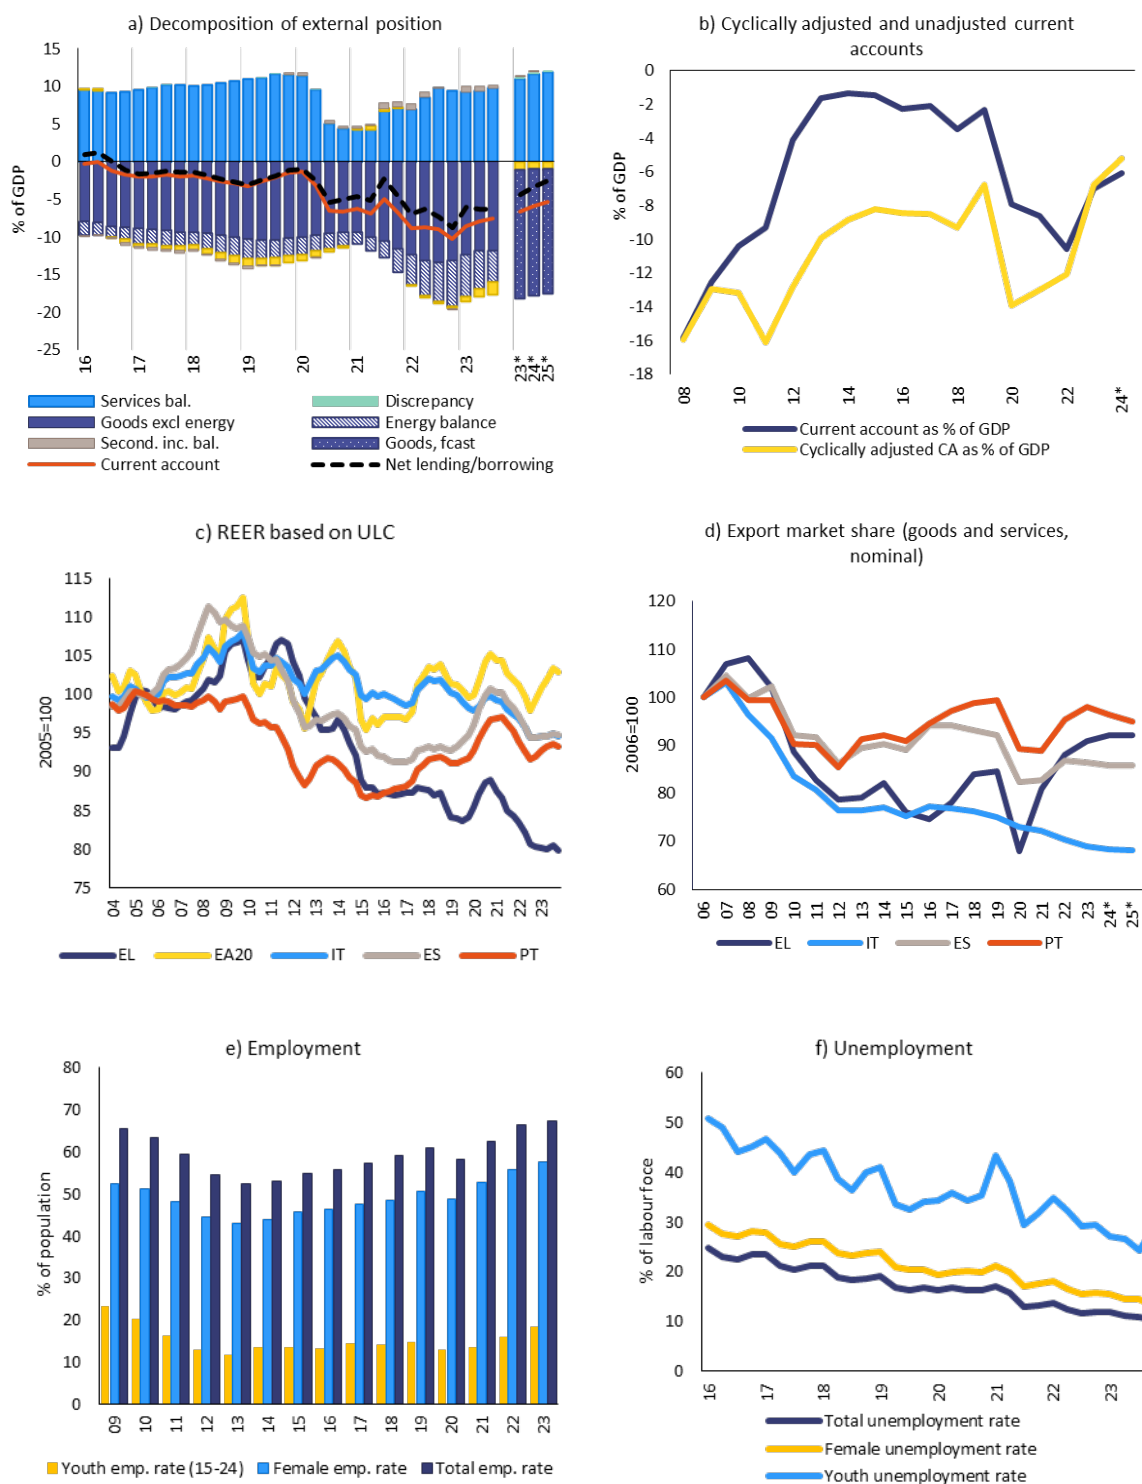 a) Decomposition of external position
15
10
5
0
-5
-10
-15
-20
-25
% of GDP
16 17 18 19 20 21 22 23 23* 24* 25*
Services bal. Discrepancy
Goods excl energy Energy balance
Second. inc. bal. Goods, fcast
Current account Net lending/borrowing
b) Cyclically adjusted and unadjusted current
accounts
0
-2
-4
-6
-8
-10
-12
-14
-16
-18
% of GDP
08 10 12 14 16 18 20 22 24*
Current account as % of GDP
Cyclically adjusted CA as % of GDP
c) REER based on ULC
115
110
105
100
95
90
85
75
2005=100
04 05 06 07 08 09 10 11 12 13 14 15 16 17 18 19 20 21 22 23
EL EA20 IT ES PT
d) Export market share (goods and services,
nominal)
120
110
100
90
80
70
60
2006=100
06 07 08 09 10 11 12 13 14 15 16 17 18 19 20 21 22 23 24* 25*
EL IT ES PT
e) Employment
80
70
60
50
40
30
20
10
0
% of population
09 10 11 12 13 14 15 16 17 18 19 20 21 22 23
Youth emp. rate (15-24) Female emp. rate Total emp. rate
f) Unemployment
60
50
40
30
20
10
0
% of labour foce
16 17 18 19 20 21 22 23
Total unemployment rate
Female unemployment rate
Youth unemployment rate